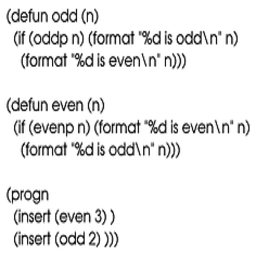 (defun odd (n)
(if (oddp n) (format "%d is odd\n" n)
(format "%d is even\n" n)))
(defun even (n)
(if (evenp n) (format "%d is even\n" n)
(format "%d is odd\n" n)))
(progn
(insert (even 3) )
(insert (odd 2) )))